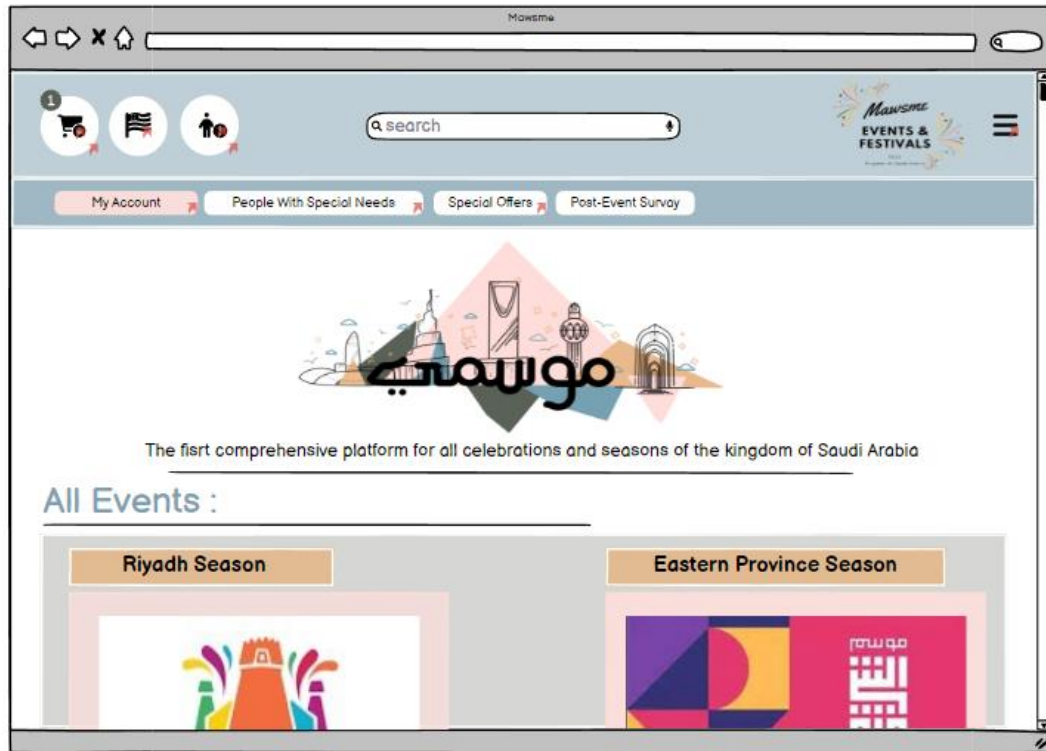 Mawsme
1
search
Mawsme
EVENTS &
FESTIVALS
My Account
People With Special Needs
Special Offers
Post-Event Survay
موسمي
The fisrt comprehensive platform for all celebrations and seasons of the kingdom of Saudi Arabia
All Events :
Riyadh Season
Eastern Province Season
موسم